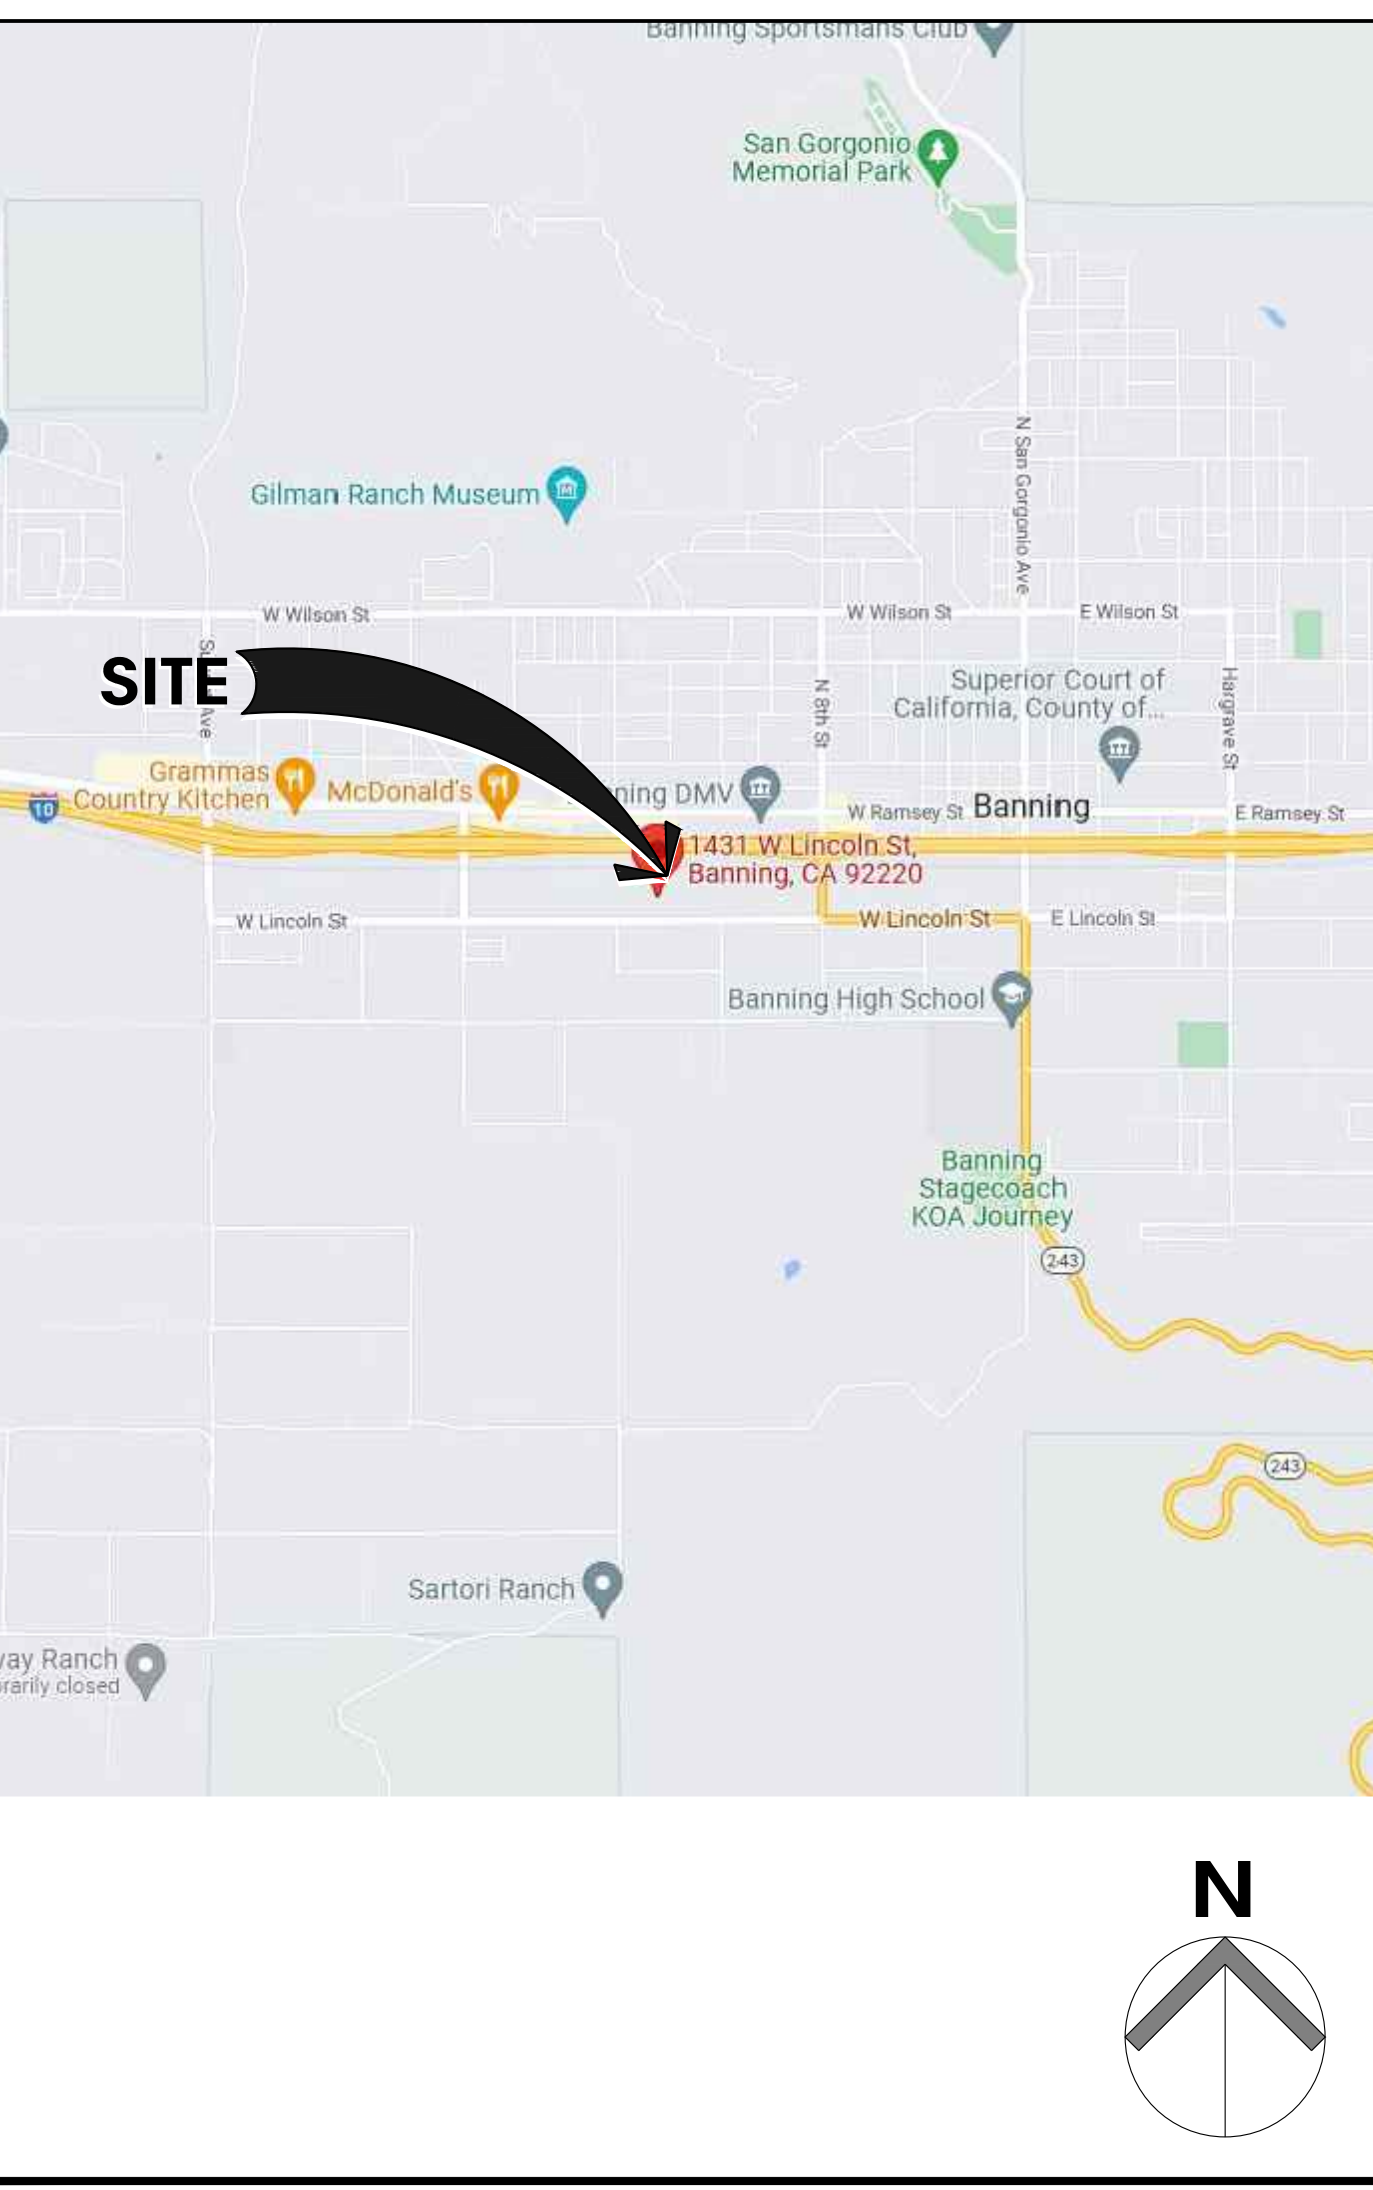 Banning Sportsmans Club
San Gorgonio
Memorial Park
N San Gorgonio Ave
Gilman Ranch Museum
W Wilson St
W Wilson St
E Wilson St
SITE
Ave
N 8th St
Superior Court of
California, County of...
Hargrave St
Grammas
Country Kitchen
10
McDonald's
DMV
W Ramsey St
Banning
E Ramsey St
1431 W Lincoln St,
Banning, CA 92220
W Lincoln St
W Lincoln St
E Lincoln St
Banning High School
Banning
Stagecoach
KOA Journey
243
243
Sartori Ranch
Ranch
closed
N